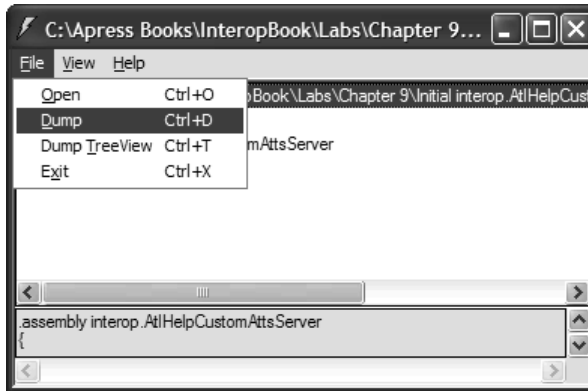 C:\Apress Books\InteropBook\Labs\Chapter 9...
File View Help
Open Ctrl+O
Book\Labs\Chapter 9\Initial interop.AtlHelpCust
Dump Ctrl+D
Dump TreeView Ctrl+T
mAttsServer
Exit Ctrl+X
.assembly interop.AtlHelpCustomAttsServer
{